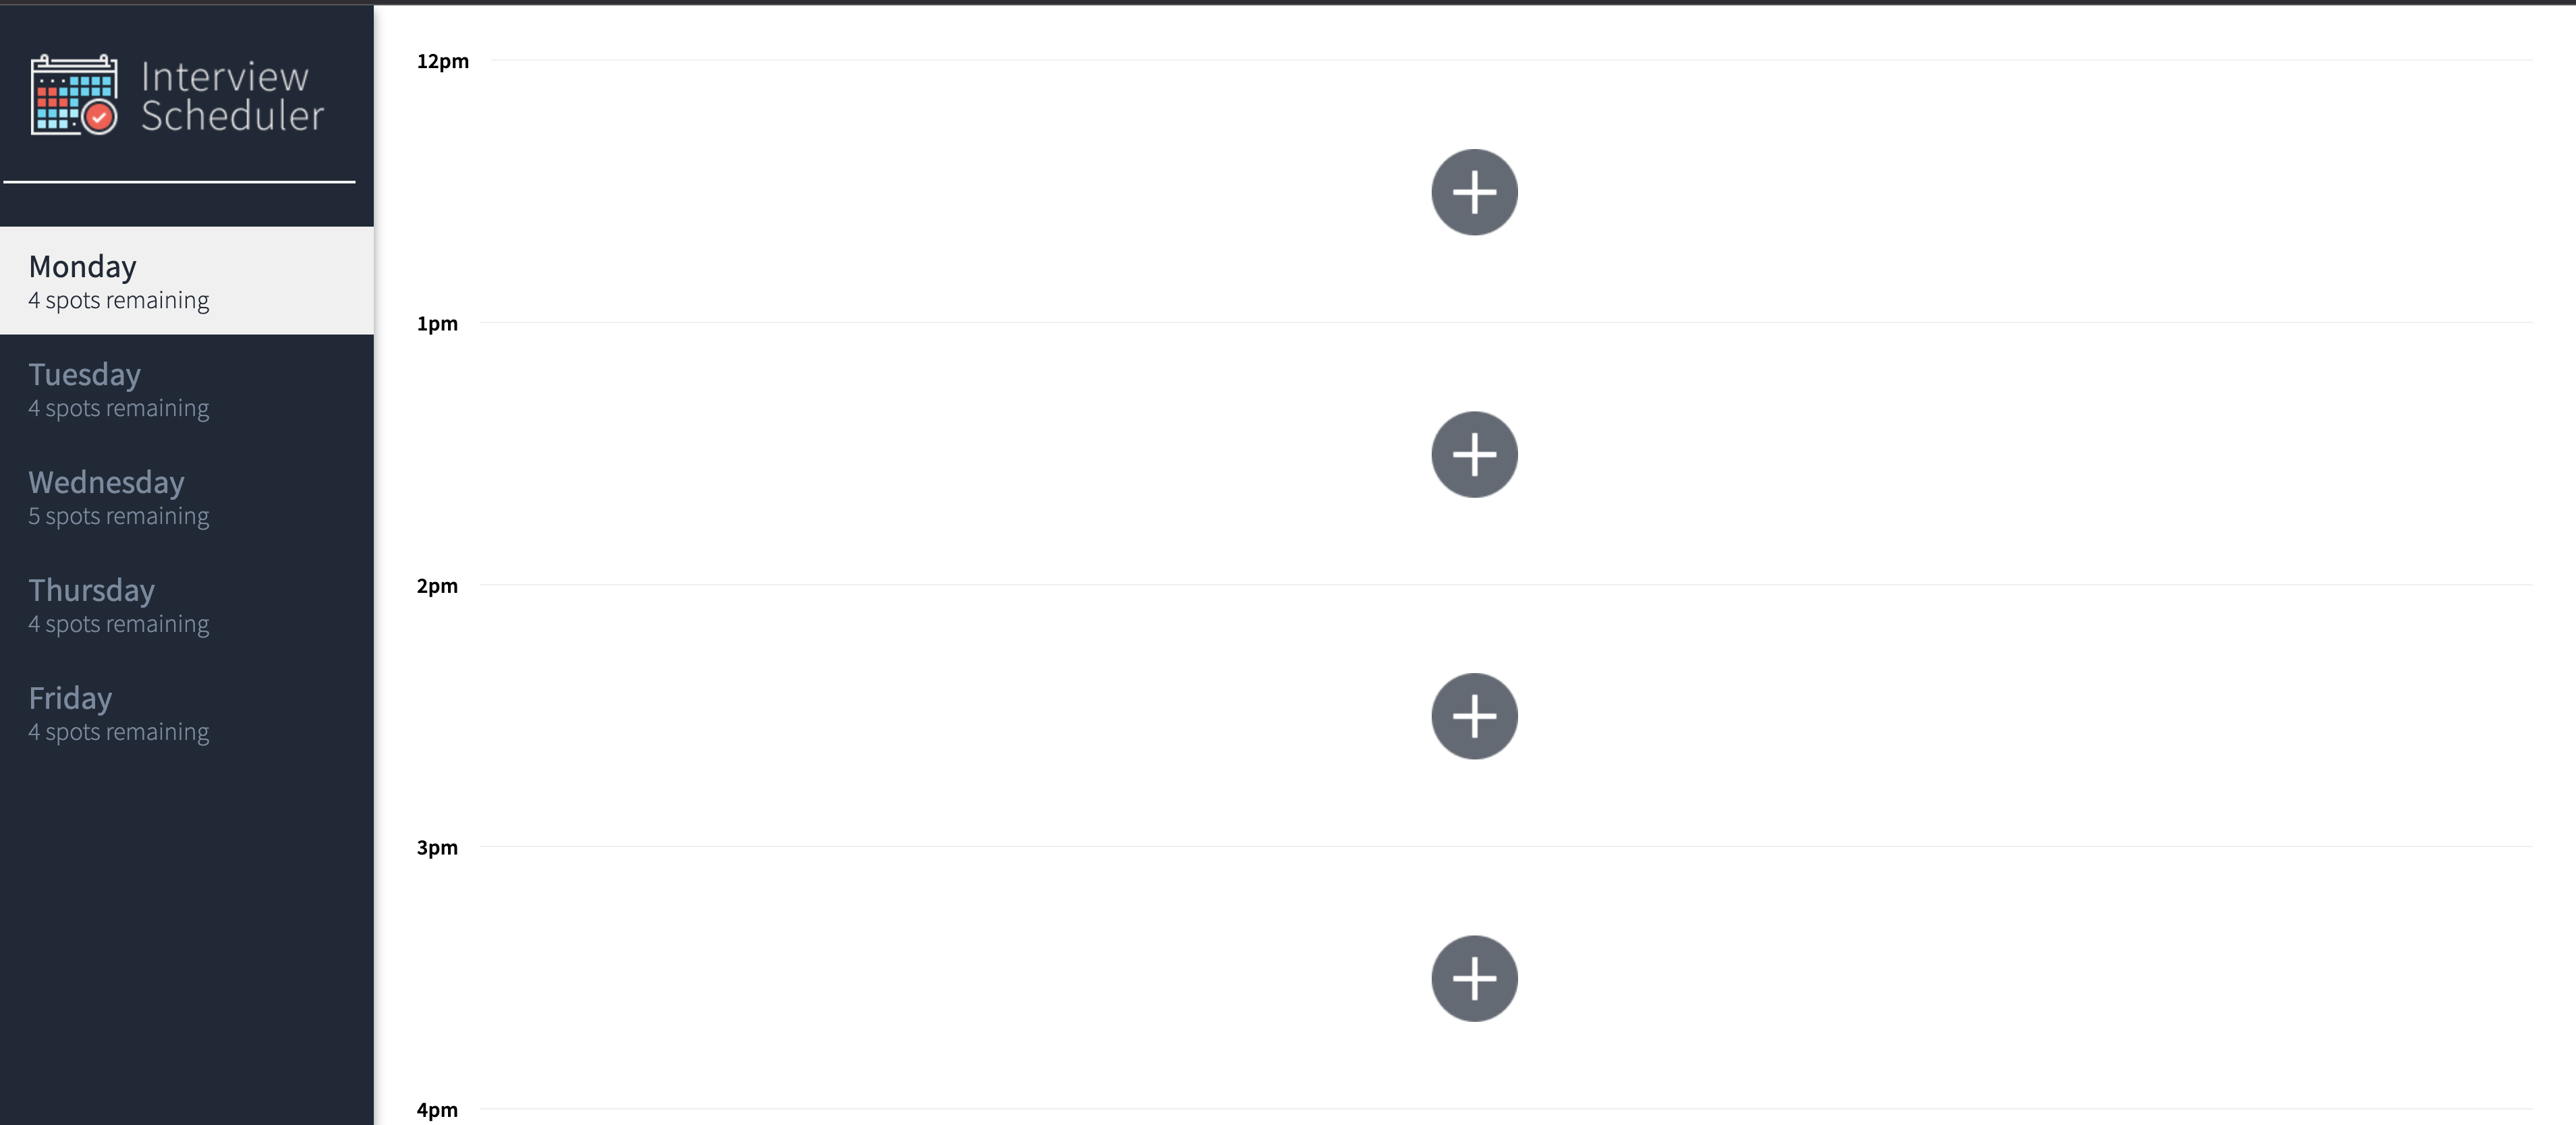 Interview
Scheduler
Monday
4 spots remaining
Tuesday
4 spots remaining
Wednesday
5 spots remaining
Thursday
4 spots remaining
Friday
4 spots remaining
12pm
1pm
2pm
3pm
4pm